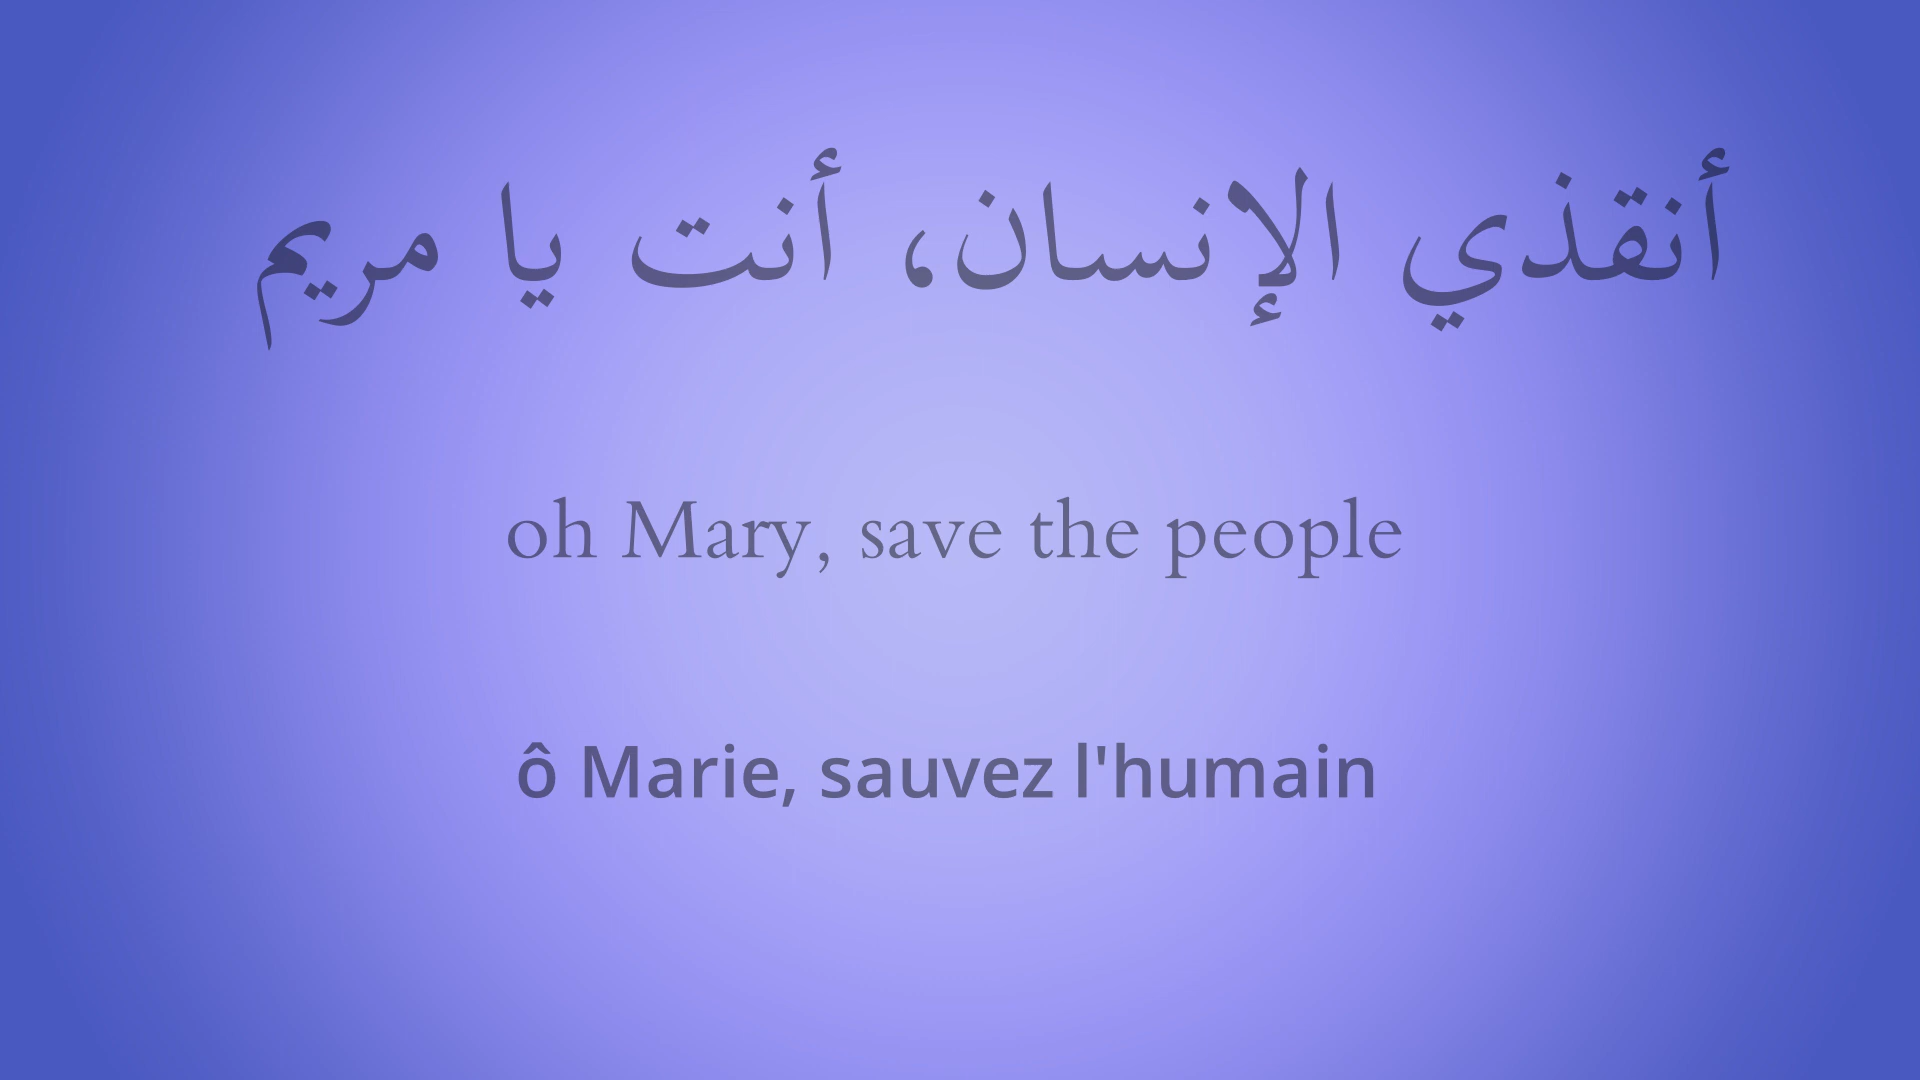 أنقذي الإنسان، أنت يا مريم
oh Mary, save the people
ô Marie, sauvez l'humain